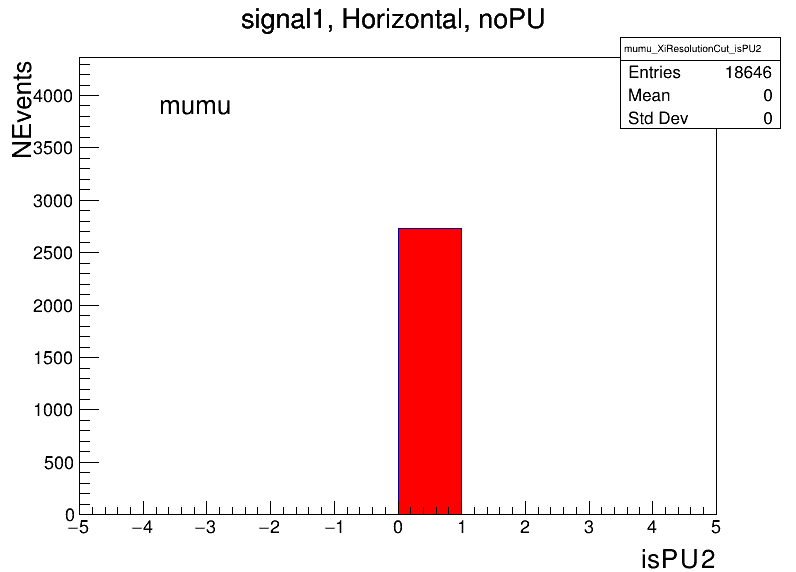 signal1, Horizontal, noPU
mumu_XiResolutionCut_isPU2
Entries 18646
Mean 0
Std Dev 0
NEvents
mumu
4000
3500
3000
2500
2000
1500
1000
500
0
−5 −4 −3 −2 −1 0 1 2 3 4 5
isPU2